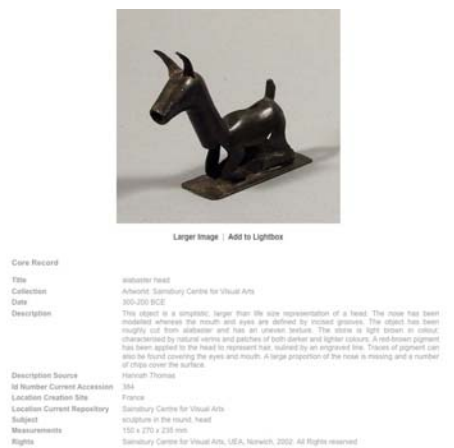 Larger Image | Add to Lightbox
Core Record
Title alabaster head
Collection Artworld: Sainsbury Centre for Visual Arts
Date 300-200 BCE
Description This object is a simplistic, larger than life size representation of a head. The nose has been
modelled whereas the mouth and eyes are defined by incised grooves. The object has been
roughly cut from alabaster and has an uneven texture. The stone is light brown in colour,
characterised by natural veins and patches of both darker and lighter colours. A red-brown pigment
has been applied to the head to represent hair, outlined by an engraved line. Traces of pigment can
also be found covering the eyes and mouth. A large proportion of the nose is missing and a number
of chips cover the surface.
Description Source Hannah Thomas
Id Number Current Accession 384
Location Creation Site France
Location Current Repository Sainsbury Centre for Visual Arts
Subject sculpture in the round, head
Measurements 150 x 270 x 235 mm
Rights Sainsbury Centre for Visual Arts, UEA, Norwich, 2002. All Rights reserved